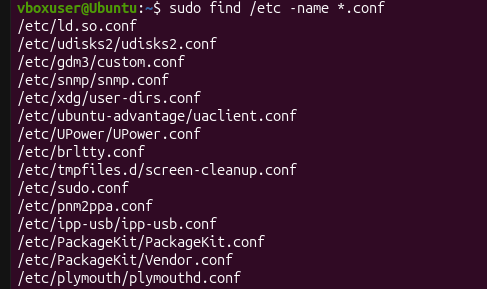 vboxuser@Ubuntu:~$ sudo find /etc -name *.conf
/etc/ld.so.conf
/etc/udisks2/udisks2.conf
/etc/gdm3/custom.conf
/etc/snmp/snmp.conf
/etc/xdg/user-dirs.conf
/etc/ubuntu-advantage/uaclient.conf
/etc/UPower/UPower.conf
/etc/brltty.conf
/etc/tmpfiles.d/screen-cleanup.conf
/etc/sudo.conf
/etc/pnm2ppa.conf
/etc/ipp-usb/ipp-usb.conf
/etc/PackageKit/PackageKit.conf
/etc/PackageKit/Vendor.conf
/etc/plymouth/plymouthd.conf